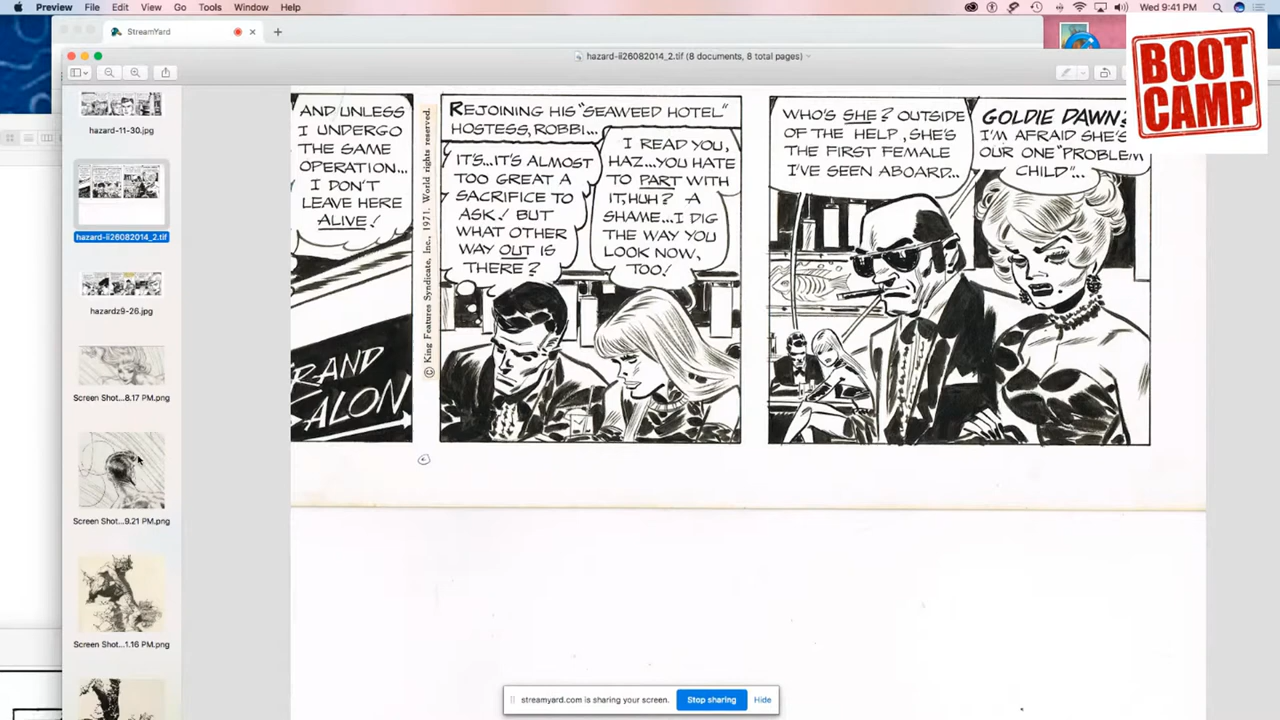 Preview File Edit View Go Tools Window Help
Wed 9:41 PM
StreamYard
hazard-ii26082014_2.tif (8 documents, 8 total pages)
BOOT
CAMP
hazard-11-30.jpg
hazard-ii26082014_2.tif
hazardz9-26.jpg
Screen Shot...8.17 PM.png
Screen Shot...9.21 PM.png
Screen Shot...1.16 PM.png
AND UNLESS
I UNDERGO
THE SAME
OPERATION...
I DON'T
LEAVE HERE
ALIVE!
RAND
ALON
© King Features Syndicate, Inc., 1971. World rights reserved.
REJOINING HIS "SEAWEED HOTEL"
HOSTESS, ROBBI...
IT'S...IT'S ALMOST
TOO GREAT A
SACRIFICE TO
ASK! BUT
WHAT OTHER
WAY OUT IS
THERE?
I READ YOU,
HAZ...YOU HATE
TO PART WITH
IT, HUH? A
SHAME...I DIG
THE WAY YOU
LOOK NOW,
TOO!
WHO'S SHE? OUTSIDE
OF THE HELP, SHE'S
THE FIRST FEMALE
I'VE SEEN ABOARD...
GOLDIE DAWN?
I'M AFRAID SHE'S
OUR ONE "PROBLEM
CHILD"...
streamyard.com is sharing your screen.
Stop sharing
Hide